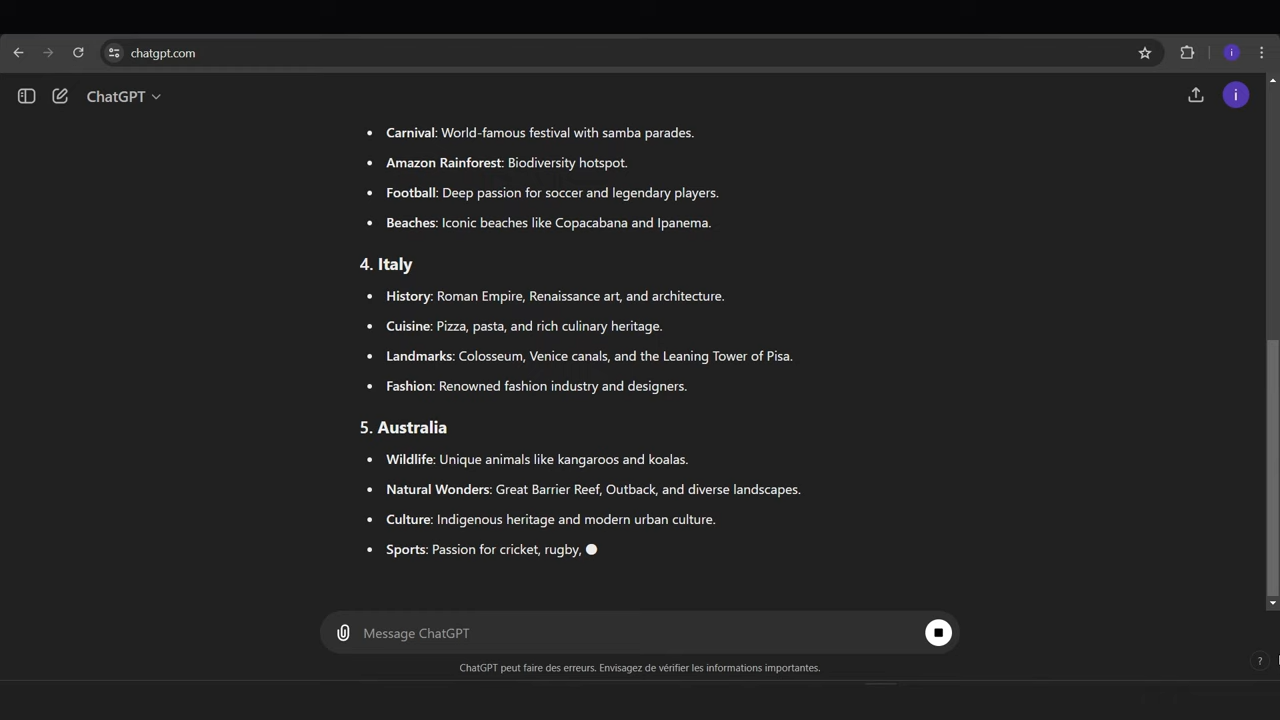 chatgpt.com
i
ChatGPT
i
• Carnival: World-famous festival with samba parades.
• Amazon Rainforest: Biodiversity hotspot.
• Football: Deep passion for soccer and legendary players.
• Beaches: Iconic beaches like Copacabana and Ipanema.
4. Italy
• History: Roman Empire, Renaissance art, and architecture.
• Cuisine: Pizza, pasta, and rich culinary heritage.
• Landmarks: Colosseum, Venice canals, and the Leaning Tower of Pisa.
• Fashion: Renowned fashion industry and designers.
5. Australia
• Wildlife: Unique animals like kangaroos and koalas.
• Natural Wonders: Great Barrier Reef, Outback, and diverse landscapes.
• Culture: Indigenous heritage and modern urban culture.
• Sports: Passion for cricket, rugby,
Message ChatGPT
ChatGPT peut faire des erreurs. Envisagez de vérifier les informations importantes.
?